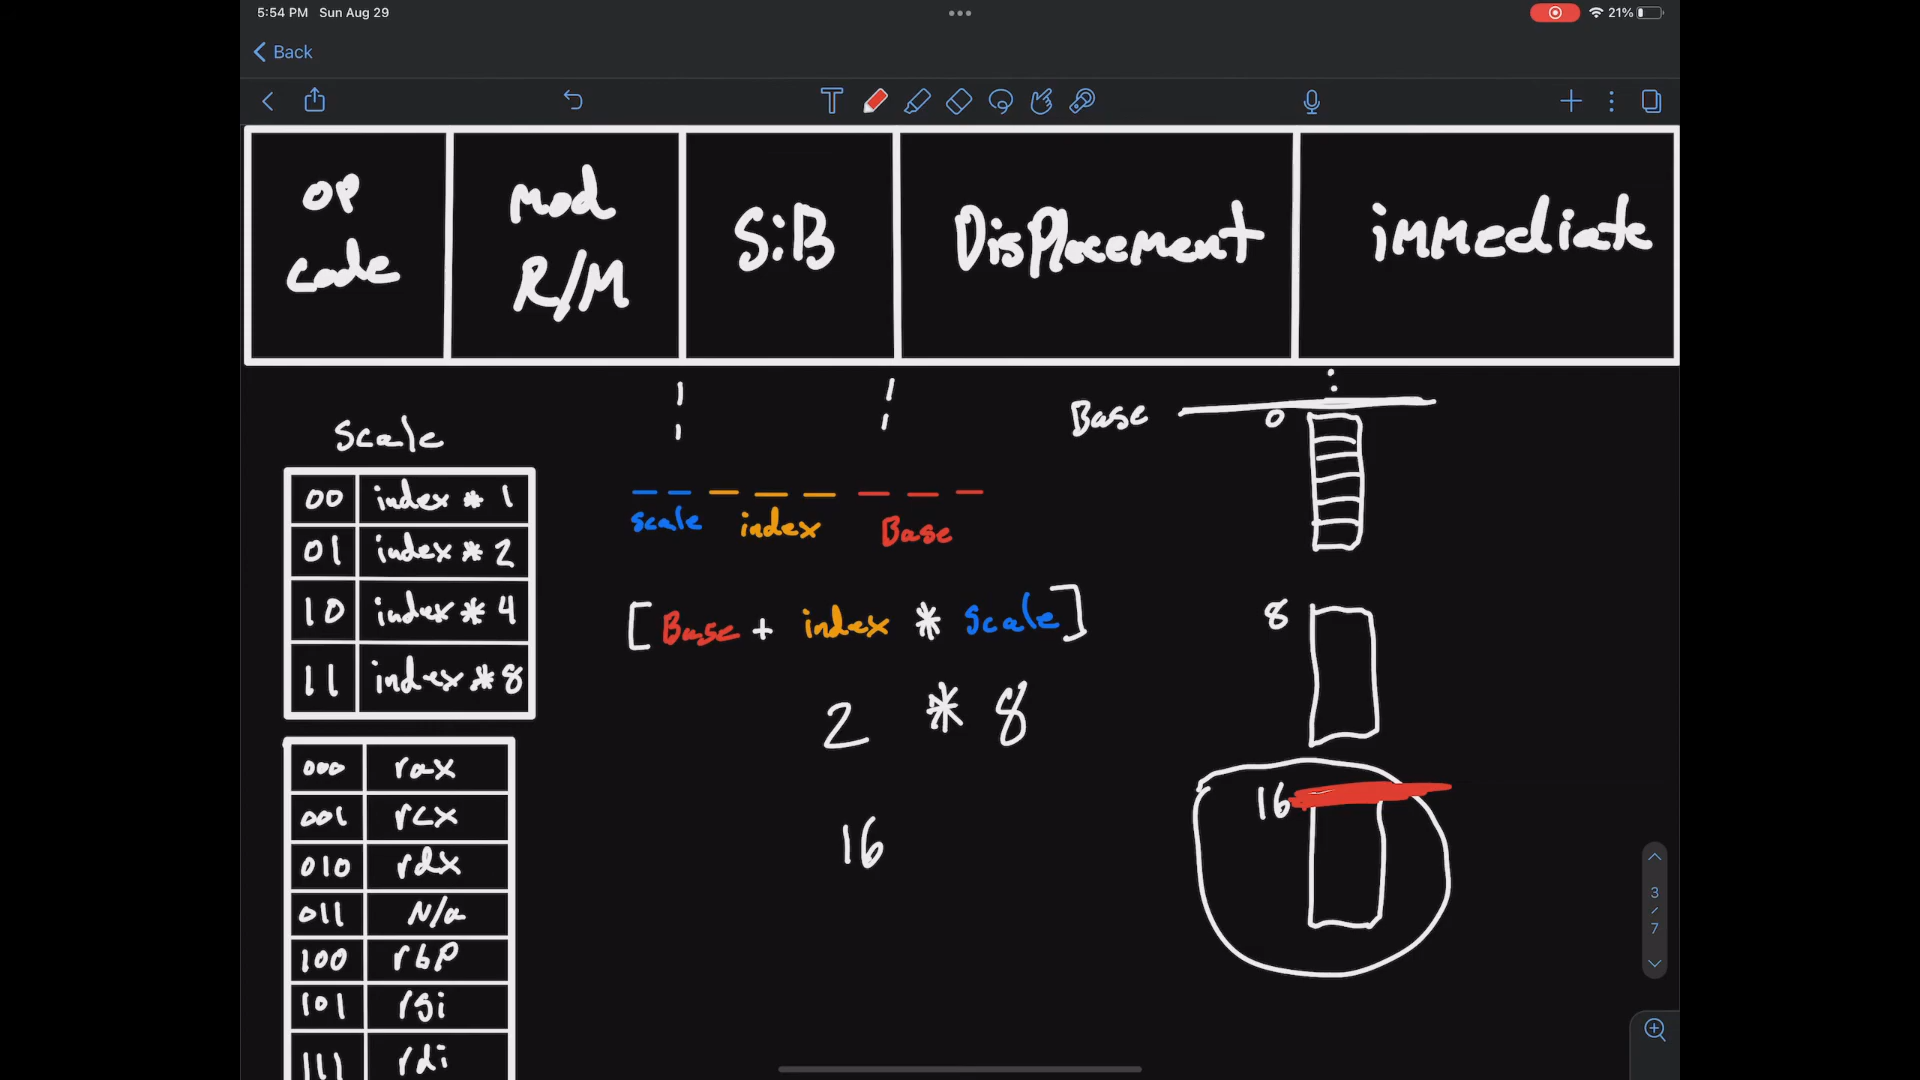 5:54 PM Sun Aug 29
21%
Back
OP code
Mod R/M
SiB
Displacement
immediate
Scale
00 index * 1
01 index * 2
10 index * 4
11 index * 8
000 rax
001 rcx
010 rdx
011 N/a
100 rbp
101 rsi
111 rdi
scale index Base
[Base + index * scale]
2 * 8
16
Base 0
8
16
3
/
7